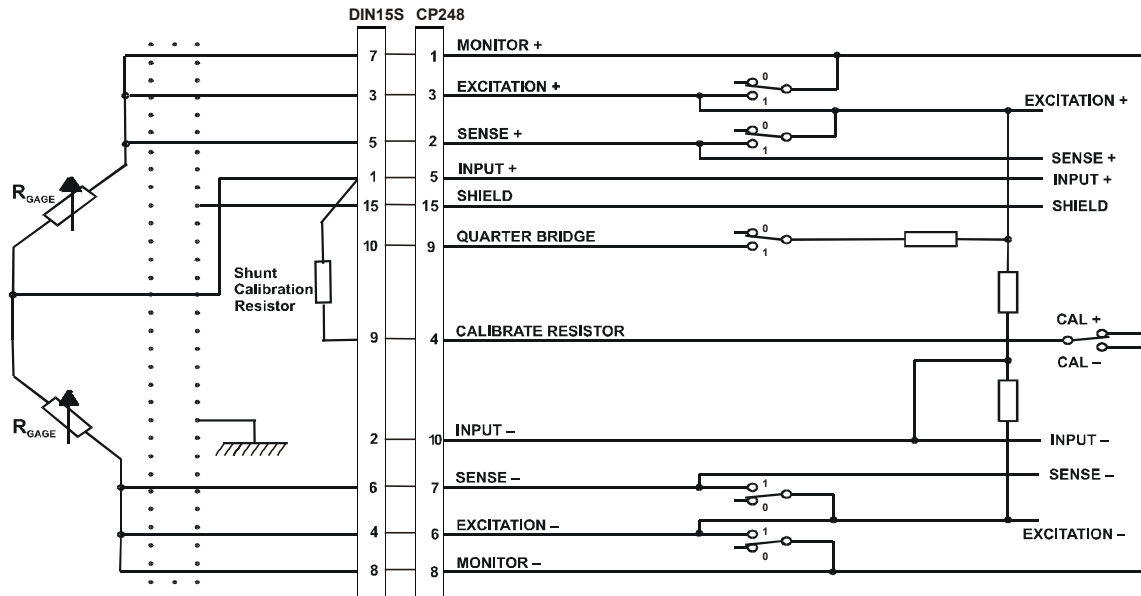 DIN15S CP248
7 1 MONITOR +
0
1
3 3 EXCITATION +
EXCITATION +
0
1
5 2 SENSE +
SENSE +
1 5 INPUT +
INPUT +
R GAGE
15 15 SHIELD
SHIELD
10 9 QUARTER BRIDGE
0
1
Shunt
Calibration
Resistor
9 4 CALIBRATE RESISTOR
CAL +
CAL –
R GAGE
2 10 INPUT –
INPUT –
6 7 SENSE –
SENSE –
1
0
4 6 EXCITATION –
EXCITATION –
1
0
8 8 MONITOR –